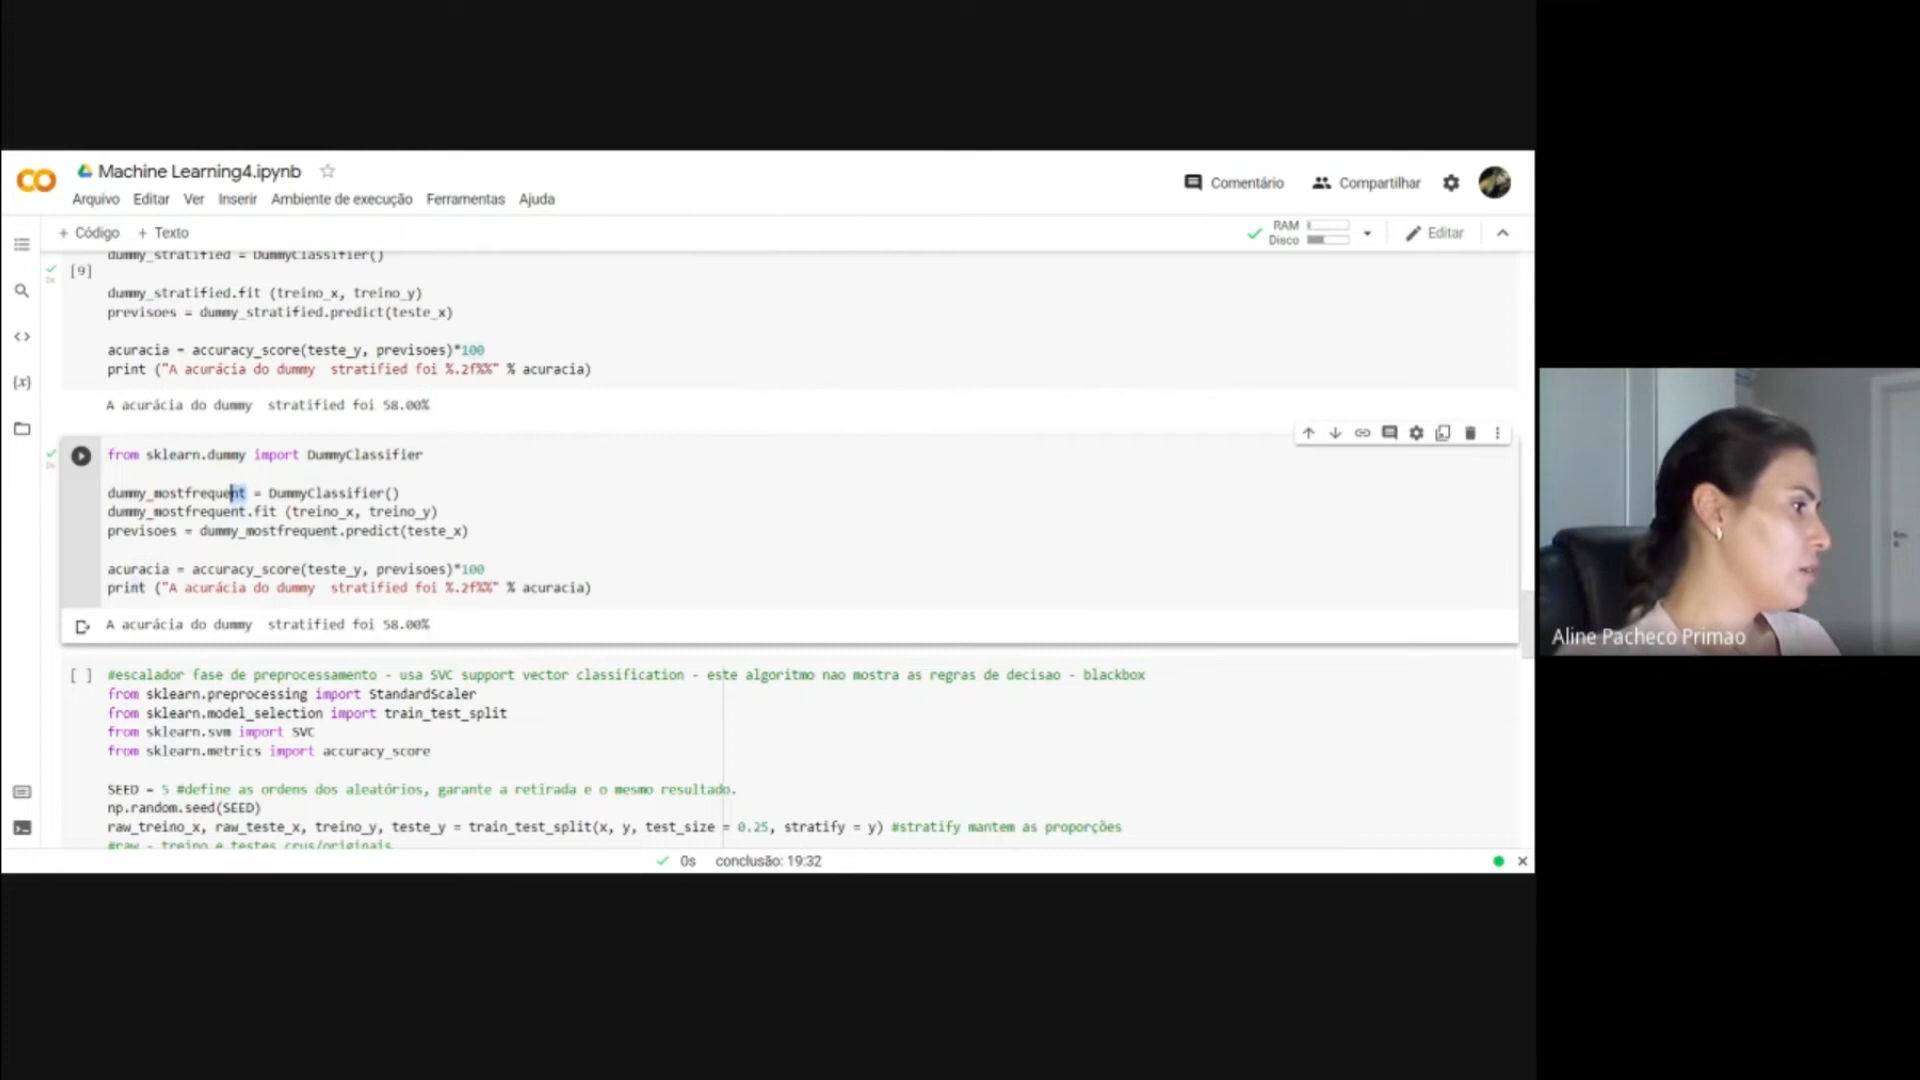 Machine Learning4.ipynb
Arquivo Editar Ver Inserir Ambiente de execução Ferramentas Ajuda
Comentário
Compartilhar
+ Código + Texto
RAM
Disco
Editar
dummy_stratified = DummyClassifier()
[9]
dummy_stratified.fit (treino_x, treino_y)
previsoes = dummy_stratified.predict(teste_x)
acuracia = accuracy_score(teste_y, previsoes)*100
print ("A acurácia do dummy  stratified foi %.2f%%" % acuracia)
A acurácia do dummy  stratified foi 58.00%
from sklearn.dummy import DummyClassifier
dummy_mostfrequent = DummyClassifier()
dummy_mostfrequent.fit (treino_x, treino_y)
previsoes = dummy_mostfrequent.predict(teste_x)
acuracia = accuracy_score(teste_y, previsoes)*100
print ("A acurácia do dummy  stratified foi %.2f%%" % acuracia)
A acurácia do dummy  stratified foi 58.00%
[ ] #escalador fase de preprocessamento - usa SVC support vector classification - este algoritmo nao mostra as regras de decisao - blackbox
from sklearn.preprocessing import StandardScaler
from sklearn.model_selection import train_test_split
from sklearn.svm import SVC
from sklearn.metrics import accuracy_score
SEED = 5 #define as ordens dos aleatórios, garante a retirada e o mesmo resultado.
np.random.seed(SEED)
raw_treino_x, raw_teste_x, treino_y, teste_y = train_test_split(x, y, test_size = 0.25, stratify = y) #stratify mantem as proporções
#raw - treino e testes crus/originais
0s conclusão: 19:32
Aline Pacheco Primao